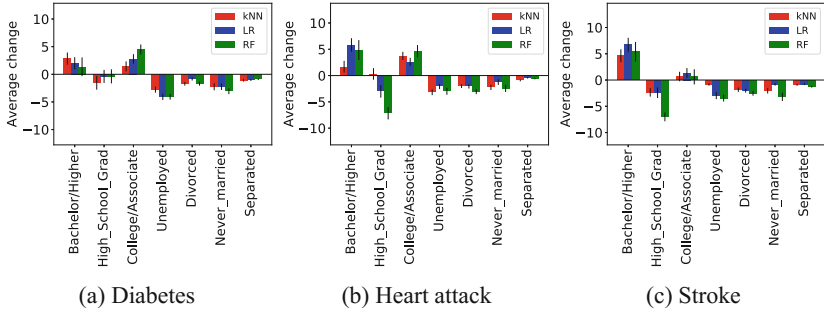 Average change
10
5
0
−5
−10
kNN
LR
RF
Bachelor/Higher
High_School_Grad
College/Associate
Unemployed
Divorced
Never_married
Separated
(a) Diabetes
Average change
10
5
0
−5
−10
kNN
LR
RF
Bachelor/Higher
High_School_Grad
College/Associate
Unemployed
Divorced
Never_married
Separated
(b) Heart attack
Average change
10
5
0
−5
−10
kNN
LR
RF
Bachelor/Higher
High_School_Grad
College/Associate
Unemployed
Divorced
Never_married
Separated
(c) Stroke